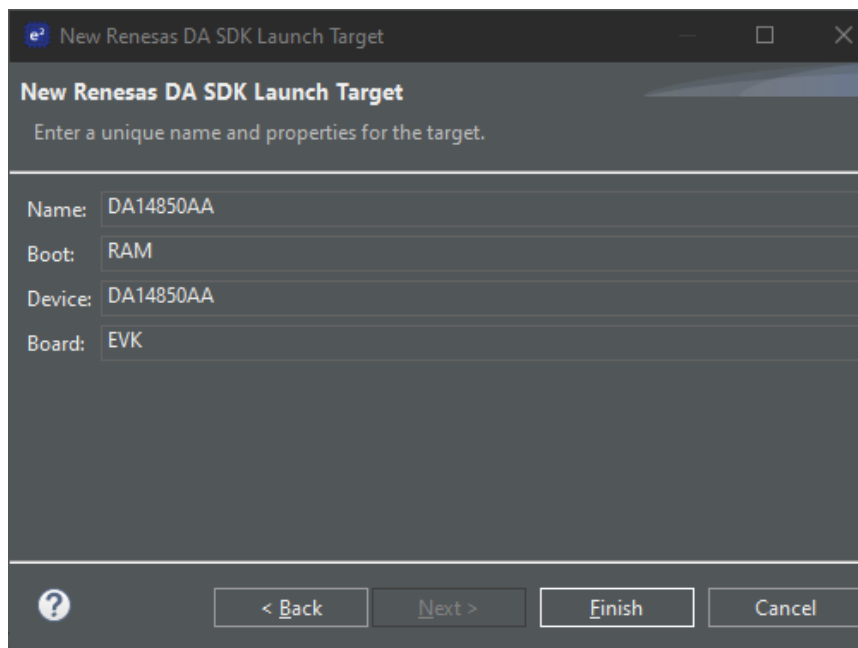 e² New Renesas DA SDK Launch Target
New Renesas DA SDK Launch Target
Enter a unique name and properties for the target.
Name: DA14850AA
Boot: RAM
Device: DA14850AA
Board: EVK
? < Back Next > Finish Cancel